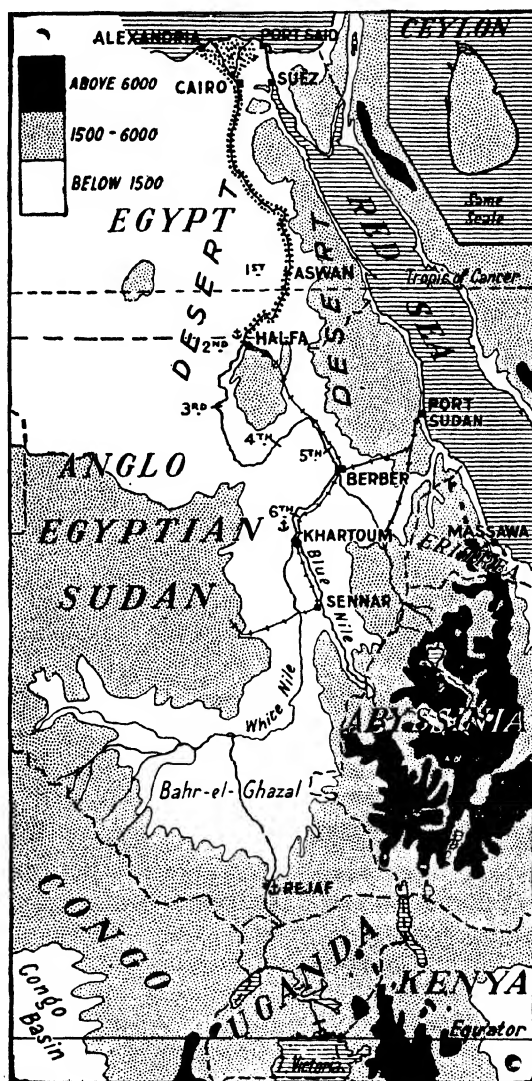 ALEXANDRIA
PORT SAID
CEYLON
ABOVE 6000
CAIRO
SUEZ
1500-6000
BELOW 1500
Same
Scale
EGYPT
RED SEA
DESERT
DESERT
1ST
ASWAN
Tropic of Cancer
2ND
HALFA
3RD
PORT
SUDAN
4TH
5TH
BERBER
ANGLO
EGYPTIAN
SUDAN
6TH
KHARTOUM
MASSAWA
Blue Nile
SENNAR
White Nile
ABYSSINIA
Bahr-el-Ghazal
REJAF
CONGO
UGANDA
KENYA
Congo
Basin
Equator
Victoria